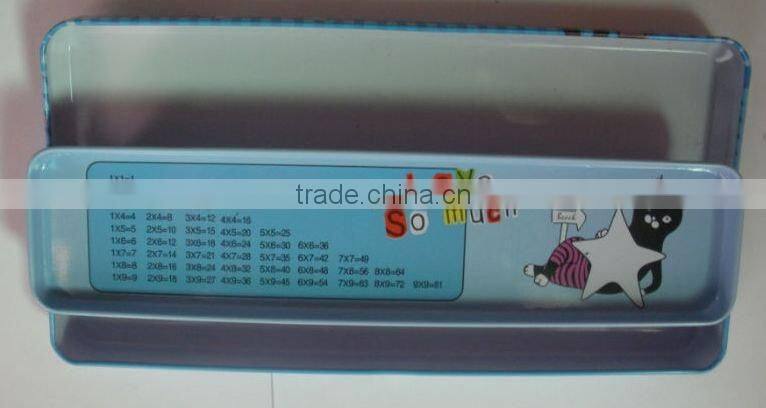 1X1=1
trade.china.cn
Love
So much
Beach
1X4=4 2X4=8 3X4=12 4X4=16
1X5=5 2X5=10 3X5=15 4X5=20 5X5=25
1X6=6 2X6=12 3X6=18 4X6=24 5X6=30 6X6=36
1X7=7 2X7=14 3X7=21 4X7=28 5X7=35 6X7=42 7X7=49
1X8=8 2X8=16 3X8=24 4X8=32 5X8=40 6X8=48 7X8=56 8X8=64
1X9=9 2X9=18 3X9=27 4X9=36 5X9=45 6X9=54 7X9=63 8X9=72 9X9=81